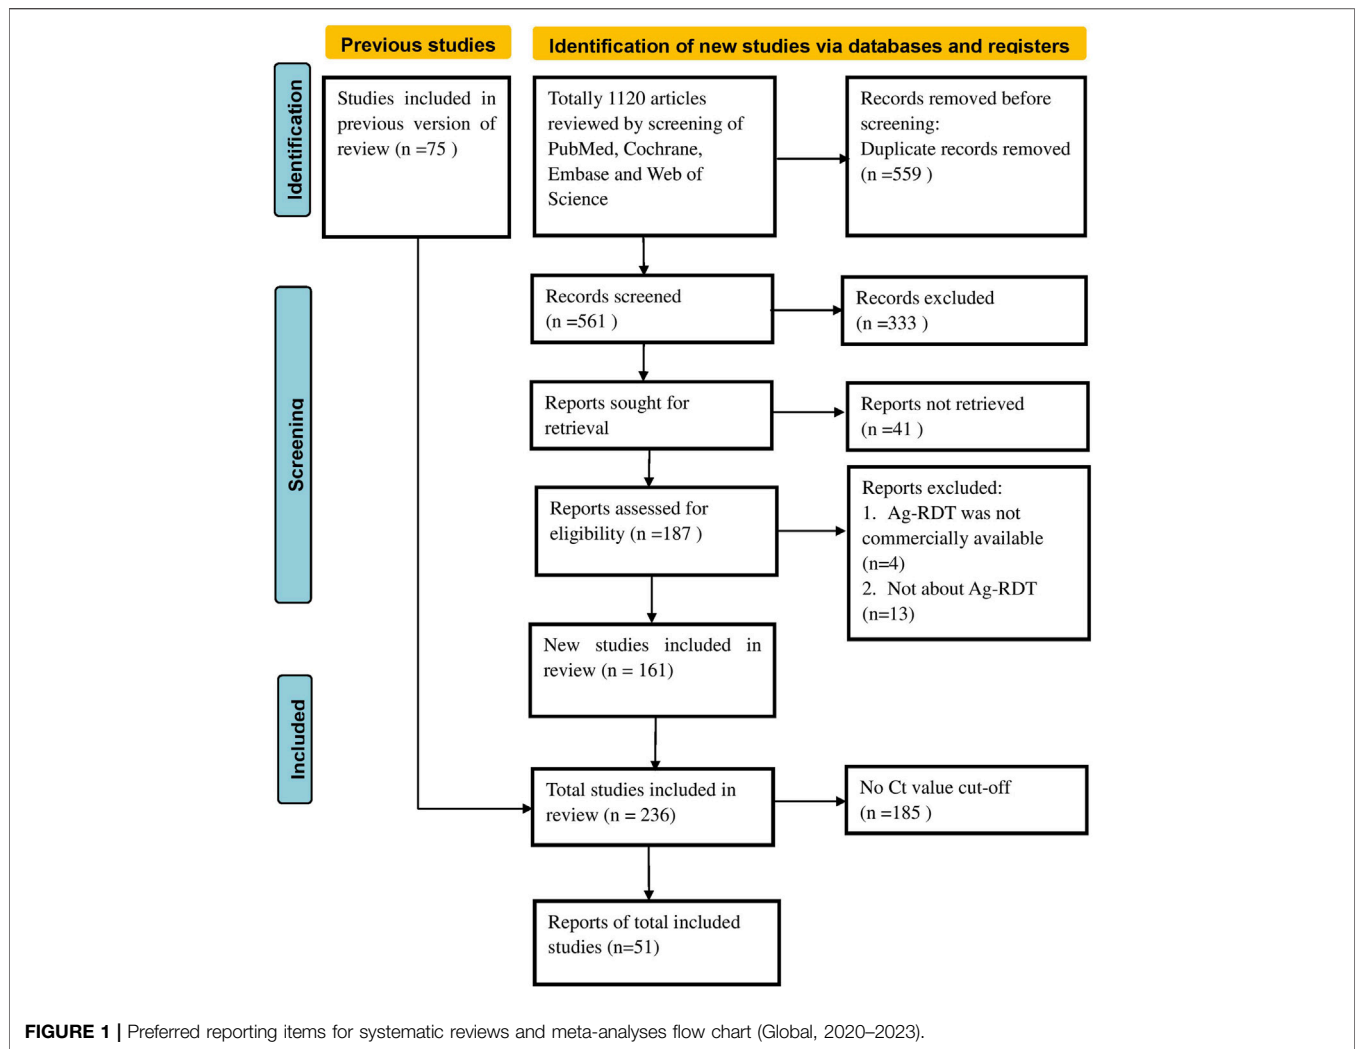 Previous studies
Identification of new studies via databases and registers
Identification
Studies included in
previous version of
review (n =75 )
Totally 1120 articles
reviewed by screening of
PubMed, Cochrane,
Embase and Web of
Science
Records removed before
screening:
Duplicate records removed
(n =559 )
Screening
Records screened
(n =561 )
Records excluded
(n =333 )
Reports sought for
retrieval
Reports not retrieved
(n =41 )
Reports assessed for
eligibility (n =187 )
Reports excluded:
1. Ag-RDT was not
commercially available
(n=4)
2. Not about Ag-RDT
(n=13)
New studies included in
review (n = 161)
Included
Total studies included in
review (n = 236)
No Ct value cut-off
(n =185 )
Reports of total included
studies (n=51)
FIGURE 1 | Preferred reporting items for systematic reviews and meta-analyses flow chart (Global, 2020–2023).